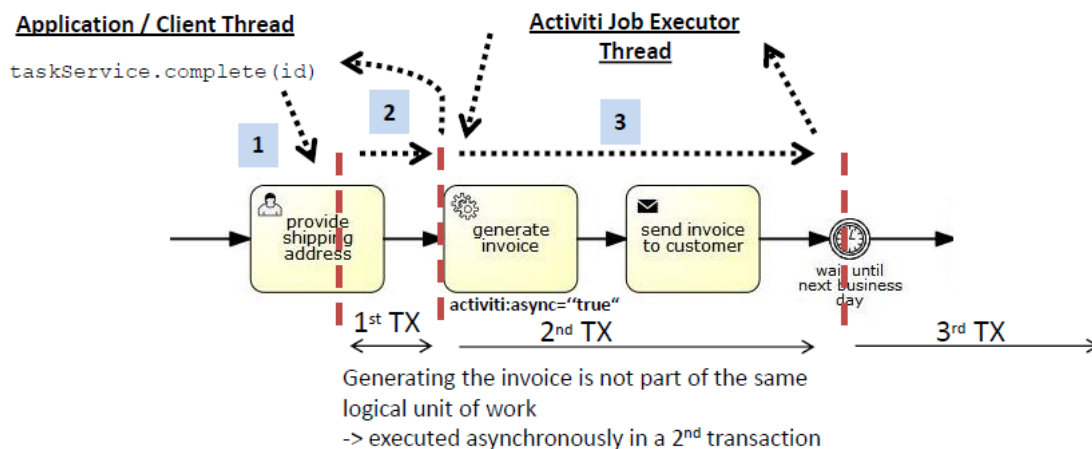 Application / Client Thread
taskService.complete(id)
Activiti Job Executor
Thread
1
2
3
provide
shipping
address
generate
invoice
send invoice
to customer
wait until
next business
day
activiti:async=“true“
1st TX
2nd TX
3rd TX
Generating the invoice is not part of the same
logical unit of work
-> executed asynchronously in a 2nd transaction